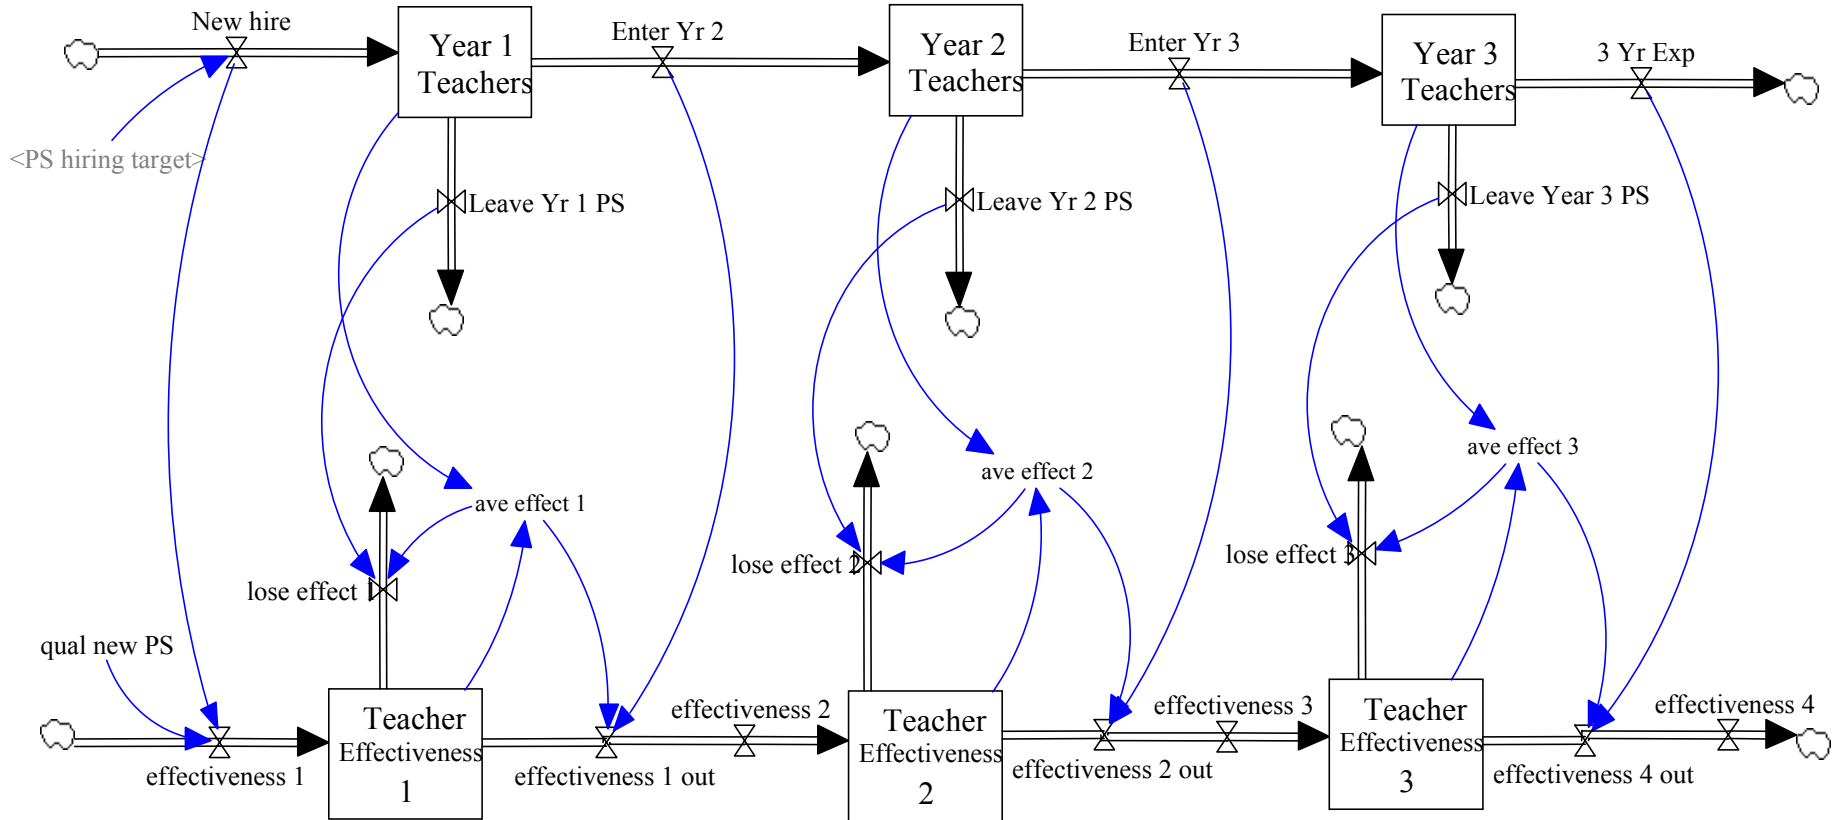 New hire
Year 1
Teachers
Enter Yr 2
Year 2
Teachers
Enter Yr 3
Year 3
Teachers
3 Yr Exp
<PS hiring target>
Leave Yr 1 PS
Leave Yr 2 PS
Leave Year 3 PS
ave effect 1
ave effect 2
ave effect 3
lose effect 1
lose effect 2
lose effect 3
qual new PS
effectiveness 1
Teacher
Effectiveness
1
effectiveness 1 out
effectiveness 2
Teacher
Effectiveness
2
effectiveness 2 out
effectiveness 3
Teacher
Effectiveness
3
effectiveness 4 out
effectiveness 4